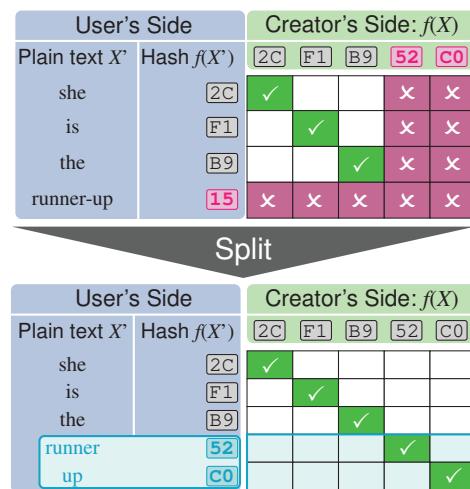 User's Side Creator's Side: f(X)
Plain text X' Hash f(X') 2C F1 B9 52 C0
she 2C ✓ ✗ ✗
is F1 ✓ ✗ ✗
the B9 ✓ ✗ ✗
runner-up 15 ✗ ✗ ✗ ✗ ✗
Split
User's Side Creator's Side: f(X)
Plain text X' Hash f(X') 2C F1 B9 52 C0
she 2C ✓
is F1 ✓
the B9 ✓
runner 52 ✓
up C0 ✓